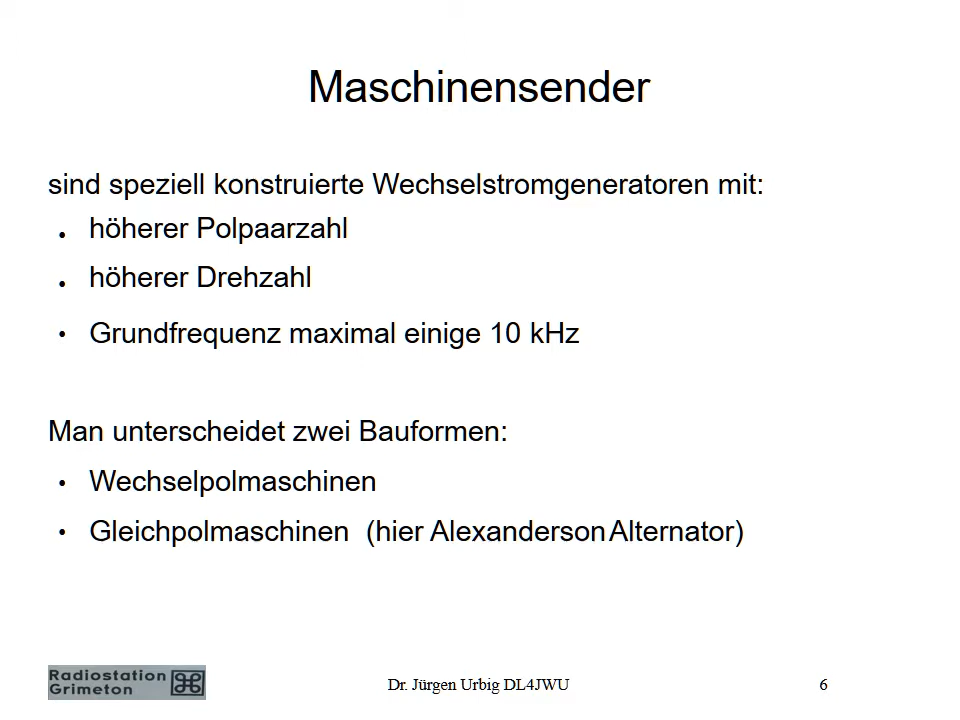 Maschinensender
sind speziell konstruierte Wechselstromgeneratoren mit:
• höherer Polpaarzahl
• höherer Drehzahl
• Grundfrequenz maximal einige 10 kHz
Man unterscheidet zwei Bauformen:
• Wechselpolmaschinen
• Gleichpolmaschinen (hier Alexanderson Alternator)
Radiostation
Grimeton
Dr. Jürgen Urbig DL4JWU
6